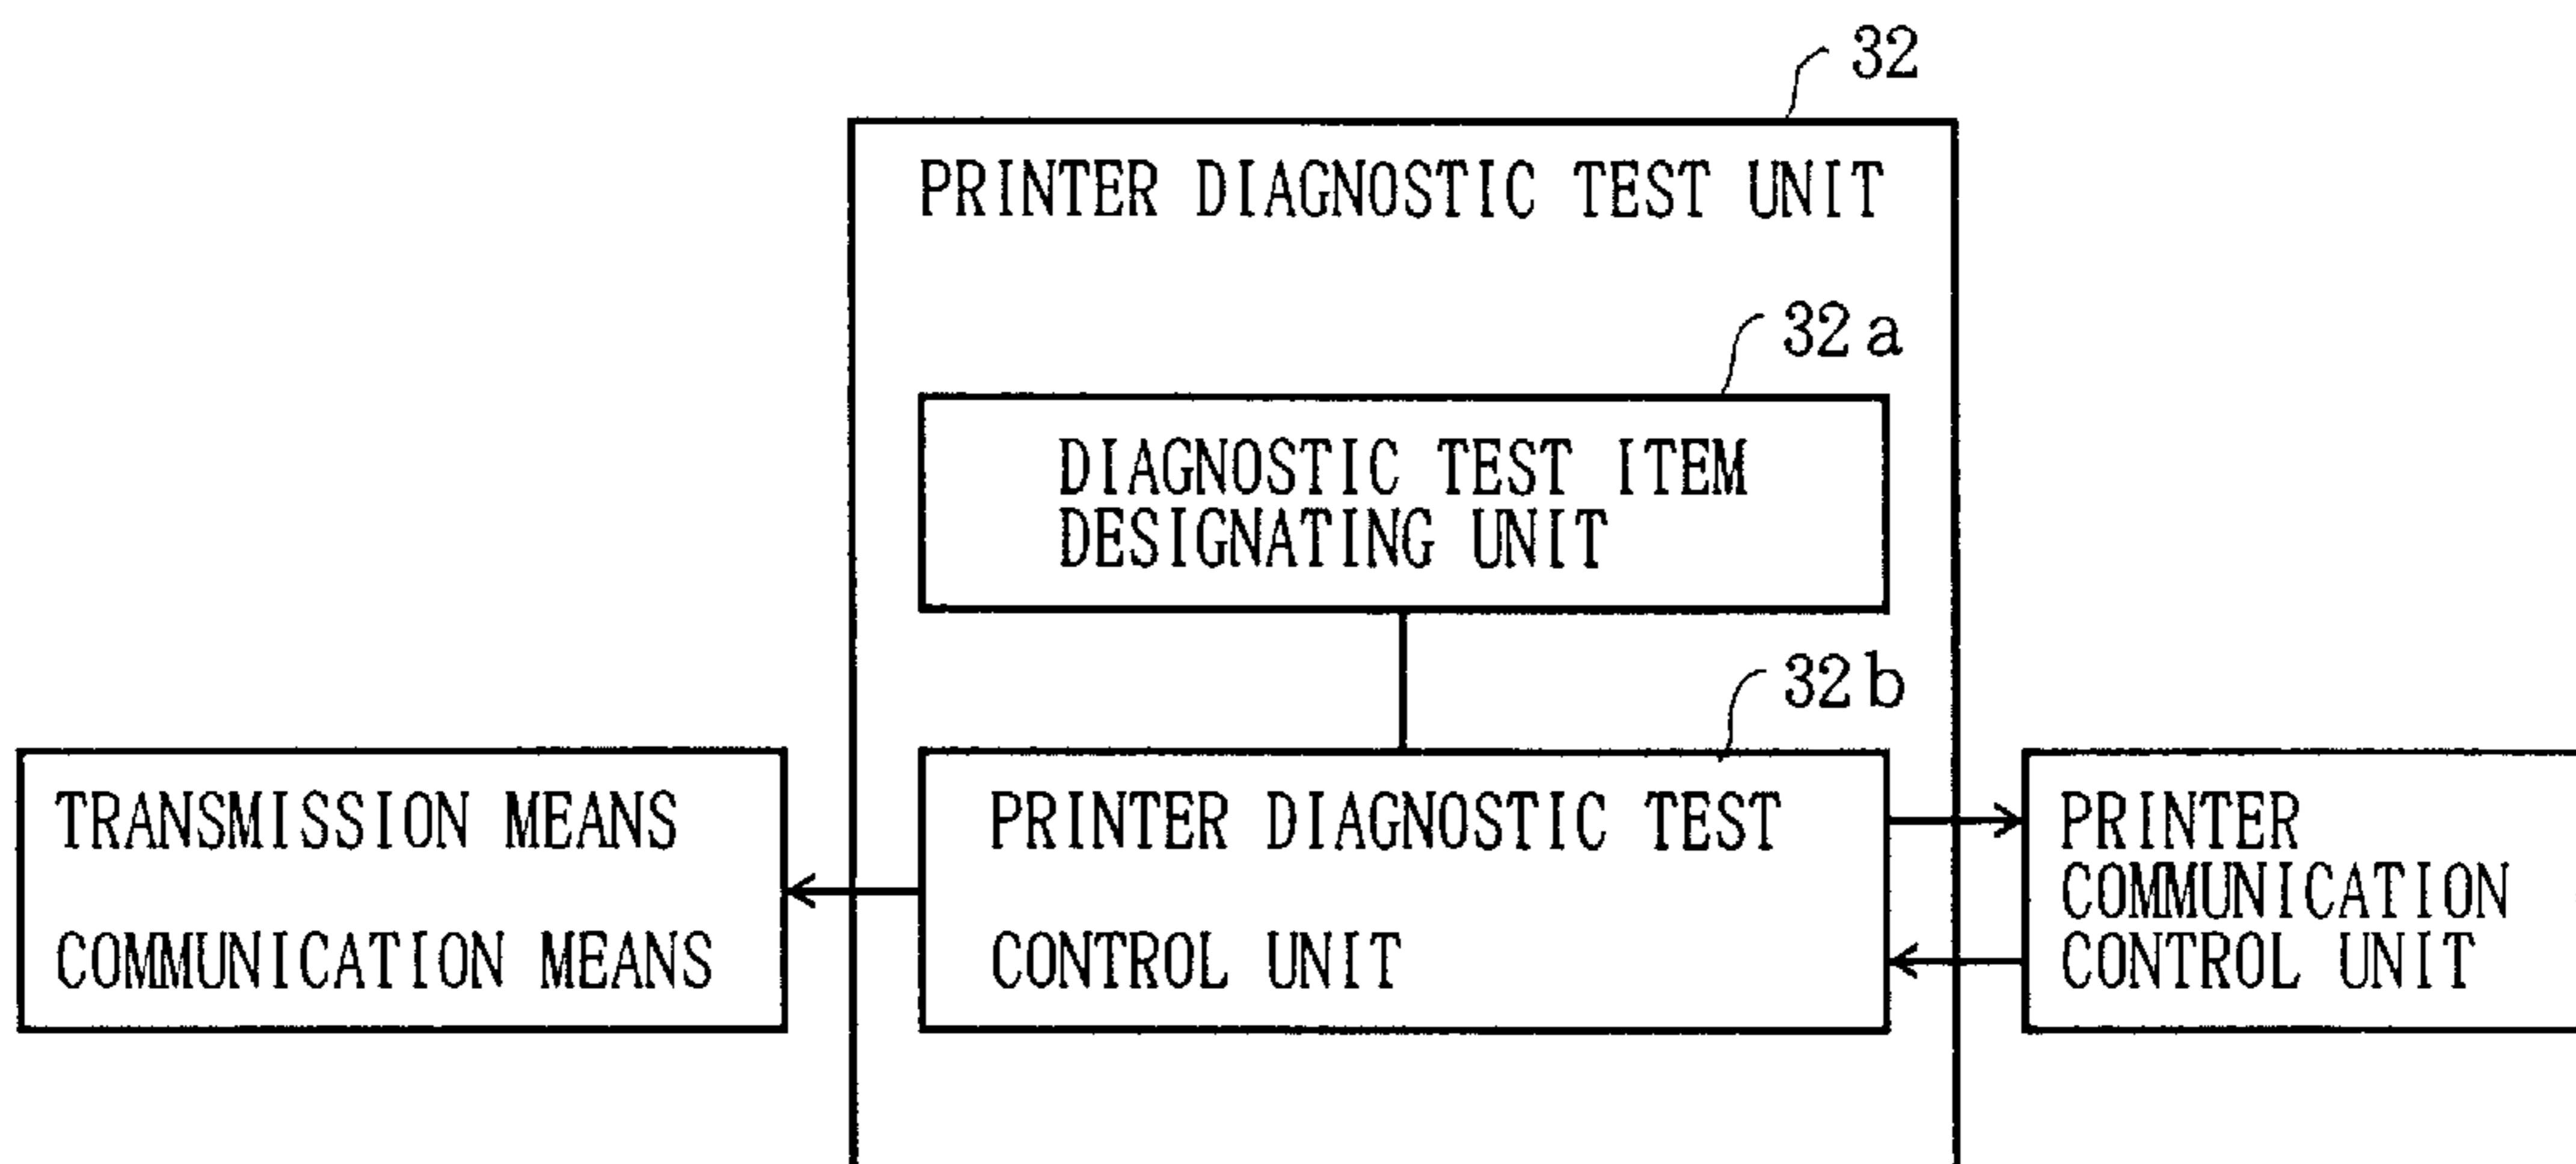 32
PRINTER DIAGNOSTIC TEST UNIT
32a
DIAGNOSTIC TEST ITEM
DESIGNATING UNIT
32b
TRANSMISSION MEANS
COMMUNICATION MEANS
PRINTER DIAGNOSTIC TEST
CONTROL UNIT
PRINTER
COMMUNICATION
CONTROL UNIT